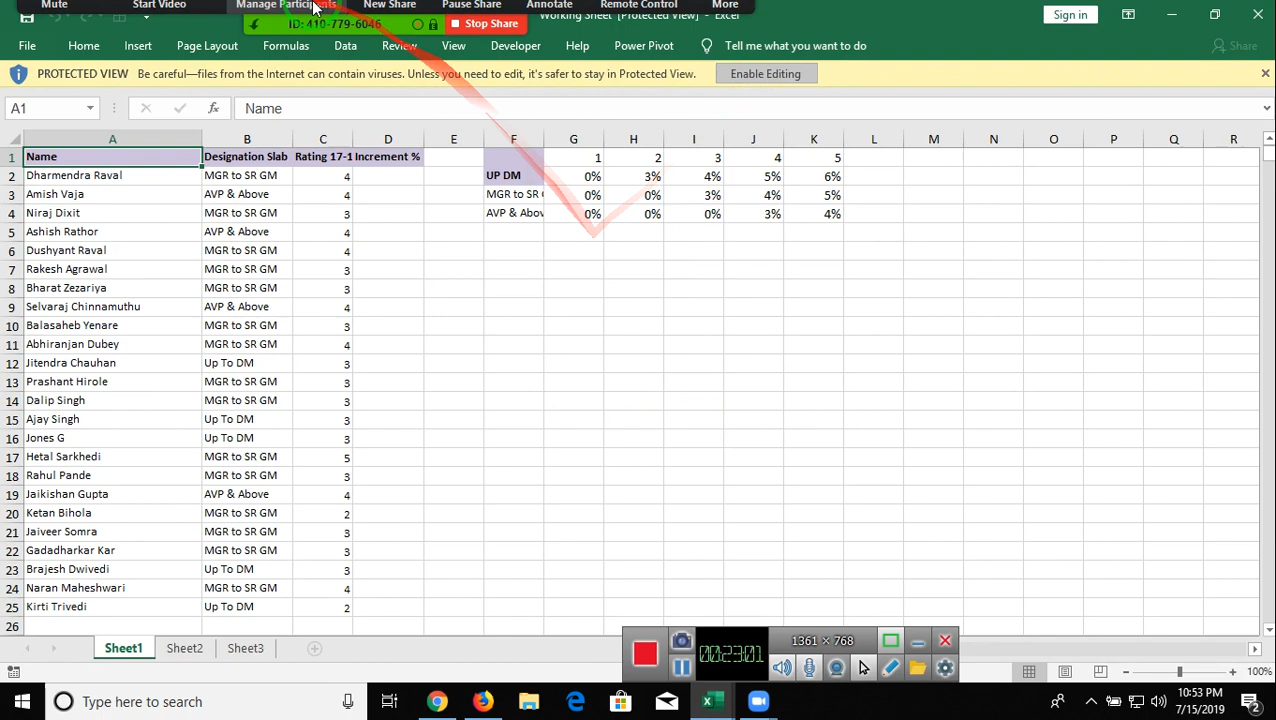 Mute Start Video Manage Participants New Share Pause Share Annotate Remote Control More
ID: 410-779-6046 Stop Share
Working Sheet [Protected View] Excel Sign in
File Home Insert Page Layout Formulas Data Review View Developer Help Power Pivot Tell me what you want to do Share
PROTECTED VIEW Be careful—files from the Internet can contain viruses. Unless you need to edit, it's safer to stay in Protected View. Enable Editing
A1 fx Name
A B C D E F G H I J K L M N O P Q R
1 Name Designation Slab Rating 17-1 Increment % 1 2 3 4 5
2 Dharmendra Raval MGR to SR GM 4 UP DM 0% 3% 4% 5% 6%
3 Amish Vaja AVP & Above 4 MGR to SR G 0% 0% 3% 4% 5%
4 Niraj Dixit MGR to SR GM 3 AVP & Abov 0% 0% 0% 3% 4%
5 Ashish Rathor AVP & Above 4
6 Dushyant Raval MGR to SR GM 4
7 Rakesh Agrawal MGR to SR GM 3
8 Bharat Zezariya MGR to SR GM 3
9 Selvaraj Chinnamuthu AVP & Above 4
10 Balasaheb Yenare MGR to SR GM 3
11 Abhiranjan Dubey MGR to SR GM 4
12 Jitendra Chauhan Up To DM 3
13 Prashant Hirole MGR to SR GM 3
14 Dalip Singh MGR to SR GM 3
15 Ajay Singh Up To DM 3
16 Jones G Up To DM 3
17 Hetal Sarkhedi MGR to SR GM 5
18 Rahul Pande MGR to SR GM 3
19 Jaikishan Gupta AVP & Above 4
20 Ketan Bihola MGR to SR GM 2
21 Jaiveer Somra MGR to SR GM 3
22 Gadadharkar Kar MGR to SR GM 3
23 Brajesh Dwivedi Up To DM 3
24 Naran Maheshwari MGR to SR GM 4
25 Kirti Trivedi Up To DM 2
26
Sheet1 Sheet2 Sheet3
00:23:01 1361 × 768
100%
Type here to search
10:53 PM
7/15/2019
2